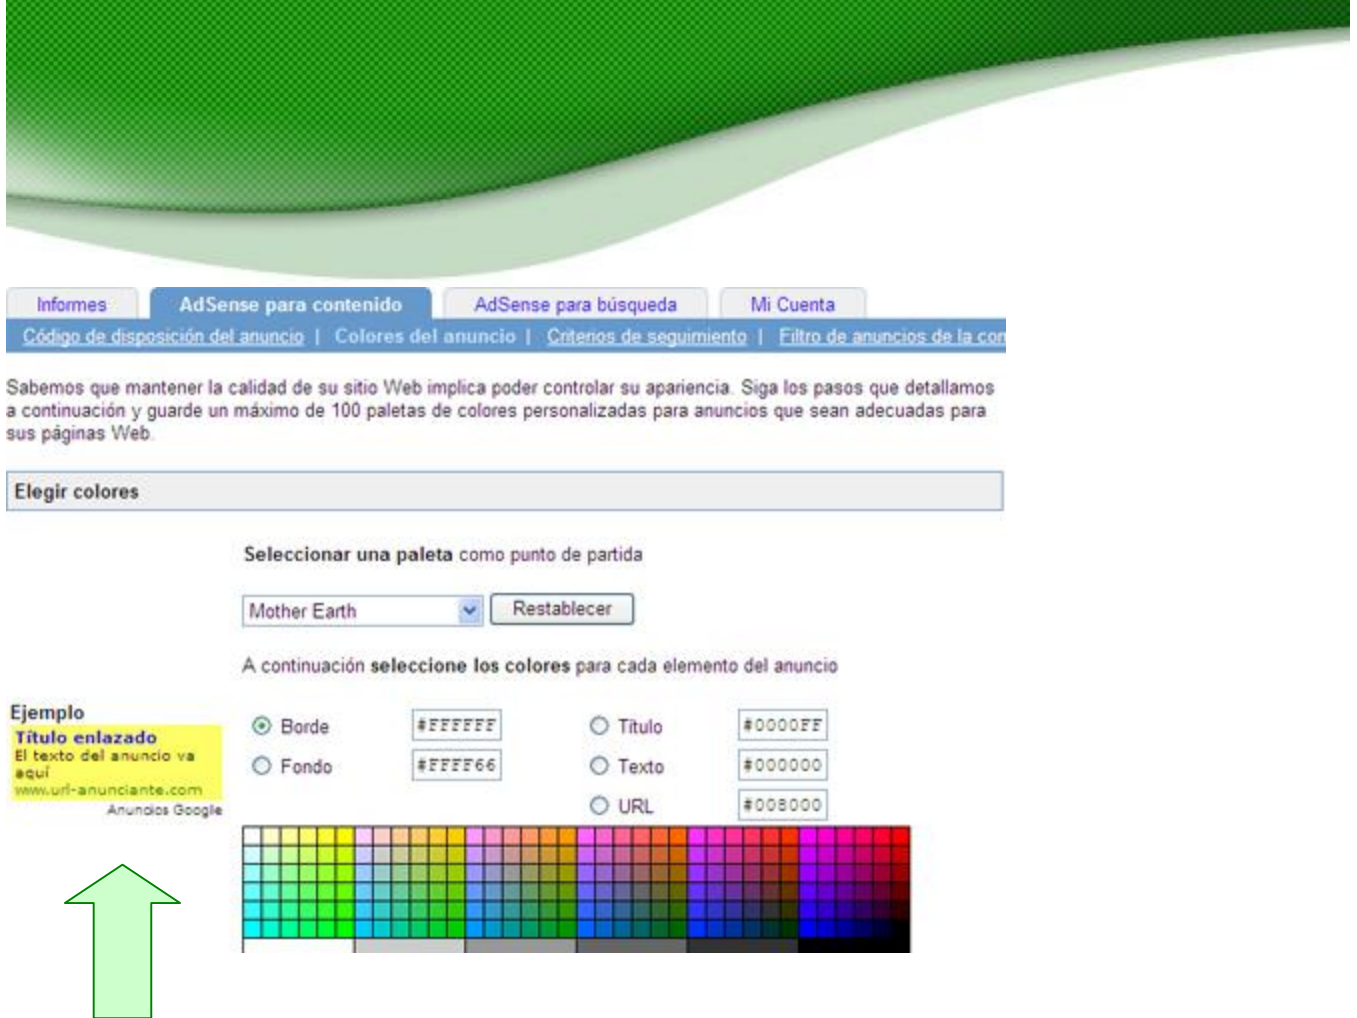 Informes AdSense para contenido AdSense para búsqueda Mi Cuenta
Código de disposición del anuncio | Colores del anuncio | Criterios de seguimiento | Filtro de anuncios de la con
Sabemos que mantener la calidad de su sitio Web implica poder controlar su apariencia. Siga los pasos que detallamos
a continuación y guarde un máximo de 100 paletas de colores personalizadas para anuncios que sean adecuadas para
sus páginas Web.
Elegir colores
Seleccionar una paleta como punto de partida
Mother Earth Restablecer
A continuación seleccione los colores para cada elemento del anuncio
Ejemplo
Título enlazado
El texto del anuncio va
aquí
www.url-anunciante.com
Anuncios Google
Borde #FFFFFF Título #0000FF
Fondo #FFFF66 Texto #000000
URL #008000